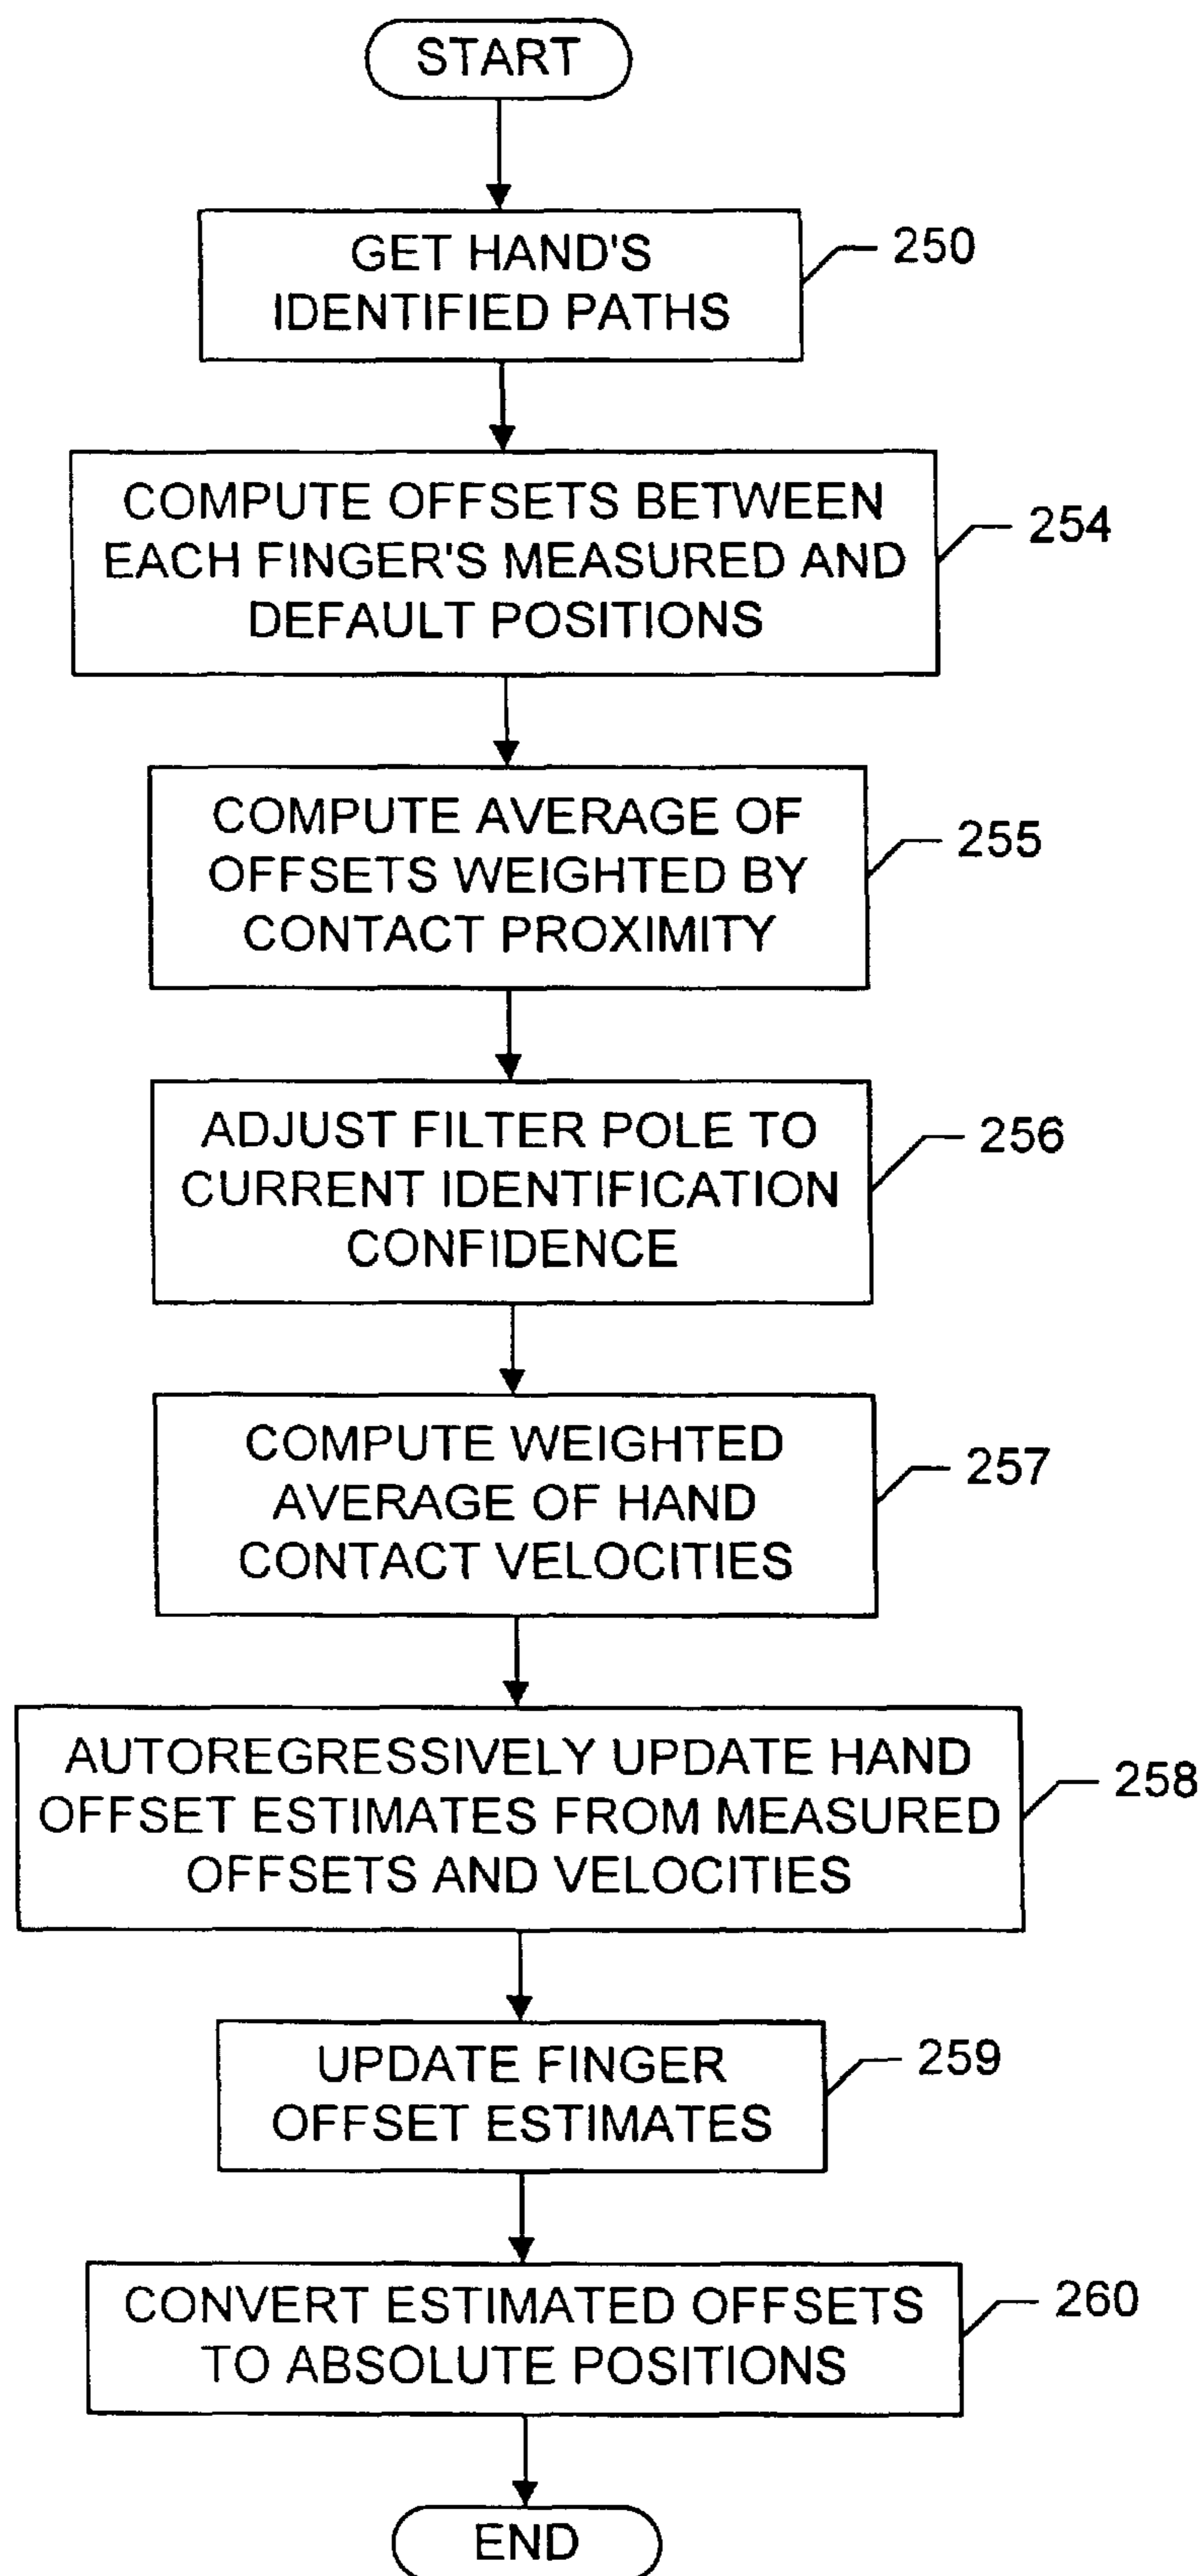 START
GET HAND'S
IDENTIFIED PATHS
250
COMPUTE OFFSETS BETWEEN
EACH FINGER'S MEASURED AND
DEFAULT POSITIONS
254
COMPUTE AVERAGE OF
OFFSETS WEIGHTED BY
CONTACT PROXIMITY
255
ADJUST FILTER POLE TO
CURRENT IDENTIFICATION
CONFIDENCE
256
COMPUTE WEIGHTED
AVERAGE OF HAND
CONTACT VELOCITIES
257
AUTOREGRESSIVELY UPDATE HAND
OFFSET ESTIMATES FROM MEASURED
OFFSETS AND VELOCITIES
258
UPDATE FINGER
OFFSET ESTIMATES
259
CONVERT ESTIMATED OFFSETS
TO ABSOLUTE POSITIONS
260
END